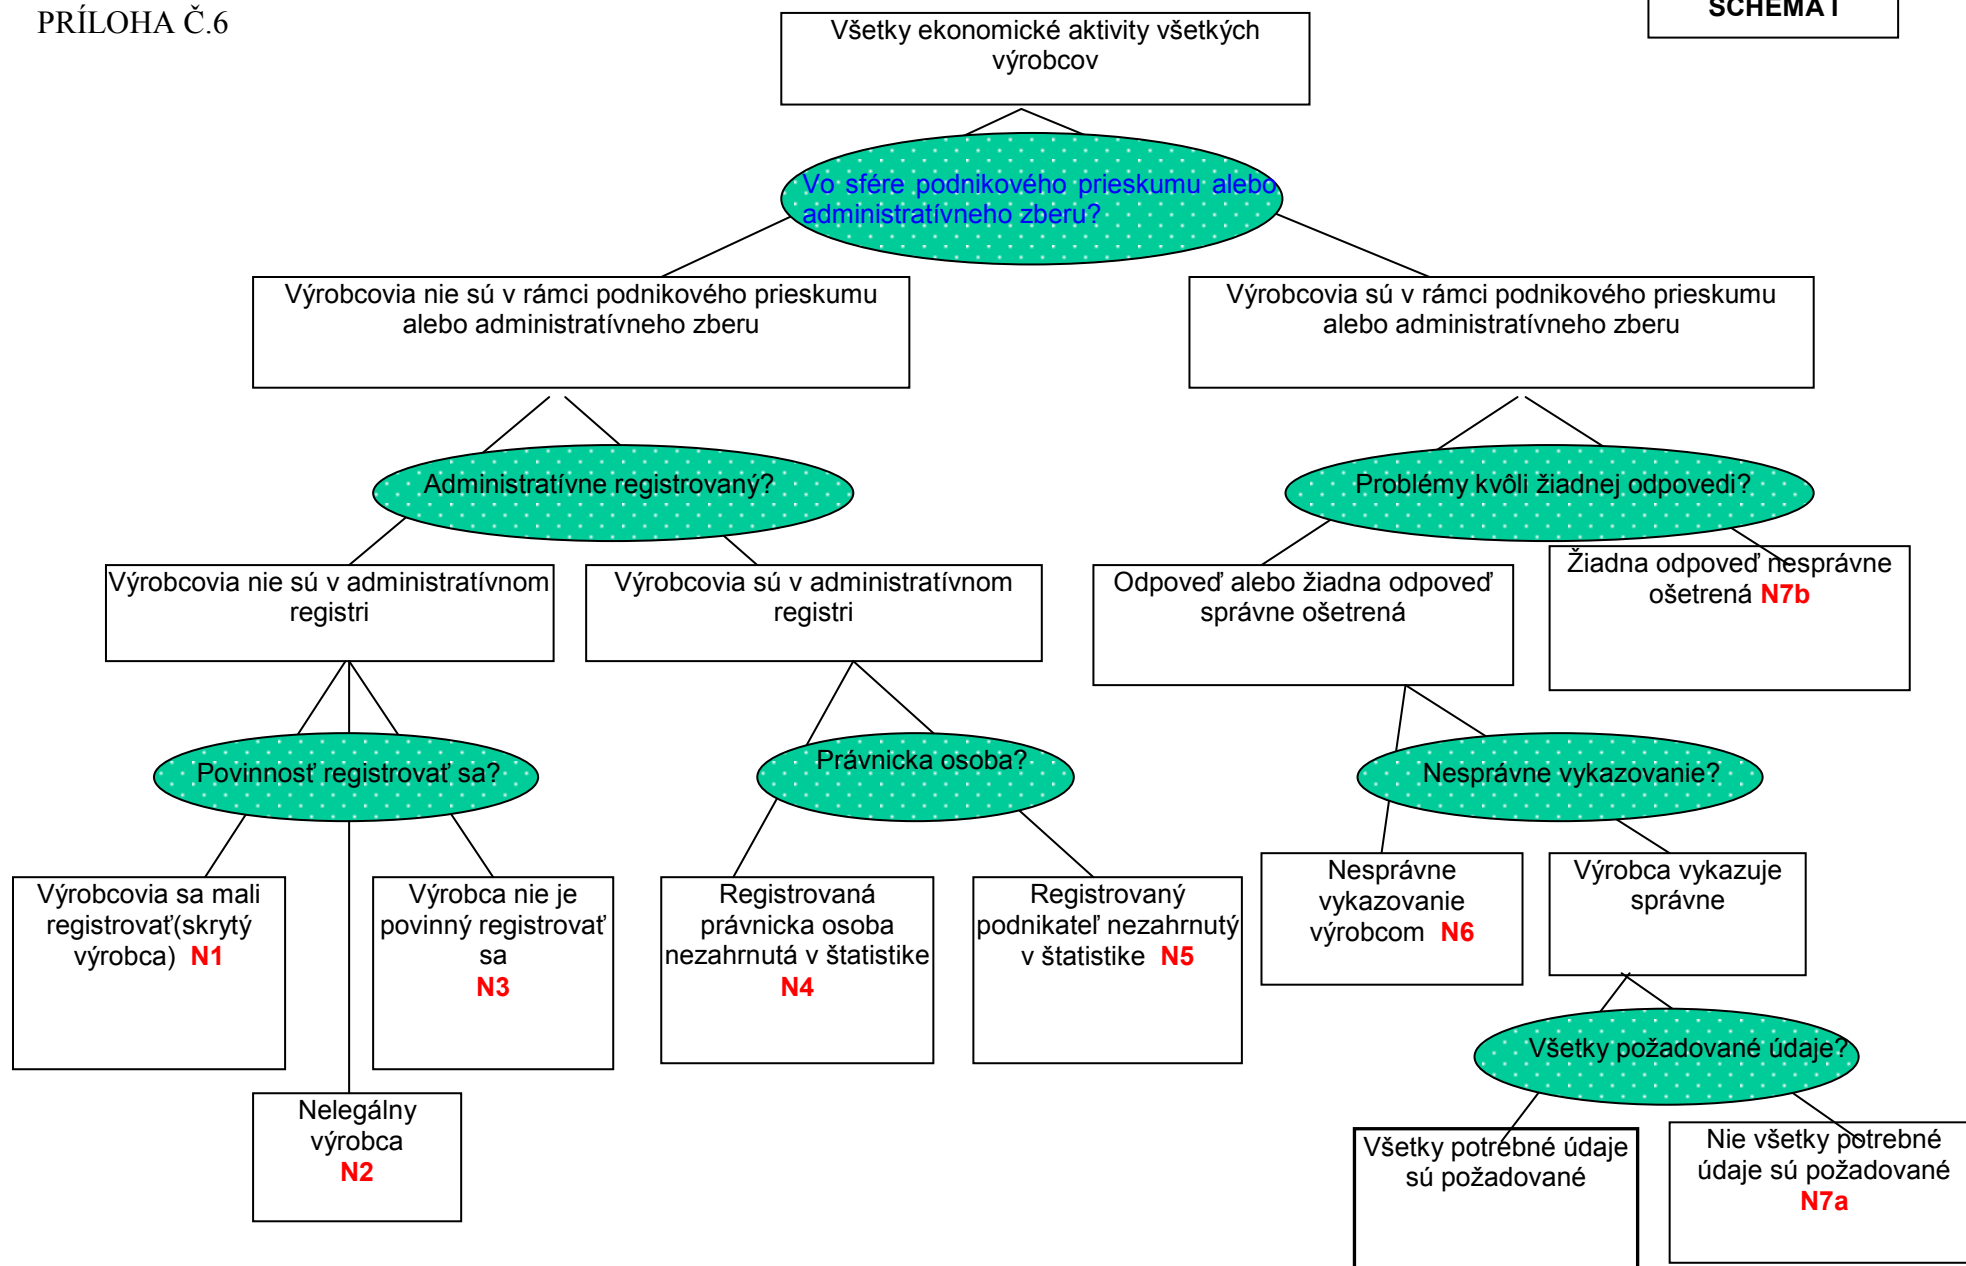 PRÍLOHA Č.6
SCHÉMA I
Všetky ekonomické aktivity všetkých
výrobcov
Vo sfére podnikového prieskumu alebo
administratívneho zberu?
Výrobcovia nie sú v rámci podnikového prieskumu
alebo administratívneho zberu
Výrobcovia sú v rámci podnikového prieskumu
alebo administratívneho zberu
Administratívne registrovaný?
Problémy kvôli žiadnej odpovedi?
Výrobcovia nie sú v administratívnom
registri
Výrobcovia sú v administratívnom
registri
Odpoveď alebo žiadna odpoveď
správne ošetrená
Žiadna odpoveď nesprávne
ošetrená N7b
Povinnosť registrovať sa?
Právnicka osoba?
Nesprávne vykazovanie?
Výrobcovia sa mali
registrovať(skrytý
výrobca) N1
Výrobca nie je
povinný registrovať
sa
N3
Registrovaná
právnicka osoba
nezahrnutá v štatistike
N4
Registrovaný
podnikateľ nezahrnutý
v štatistike N5
Nesprávne
vykazovanie
výrobcom N6
Výrobca vykazuje
správne
Všetky požadované údaje?
Nelegálny
výrobca
N2
Všetky potrebné údaje
sú požadované
Nie všetky potrebné
údaje sú požadované
N7a